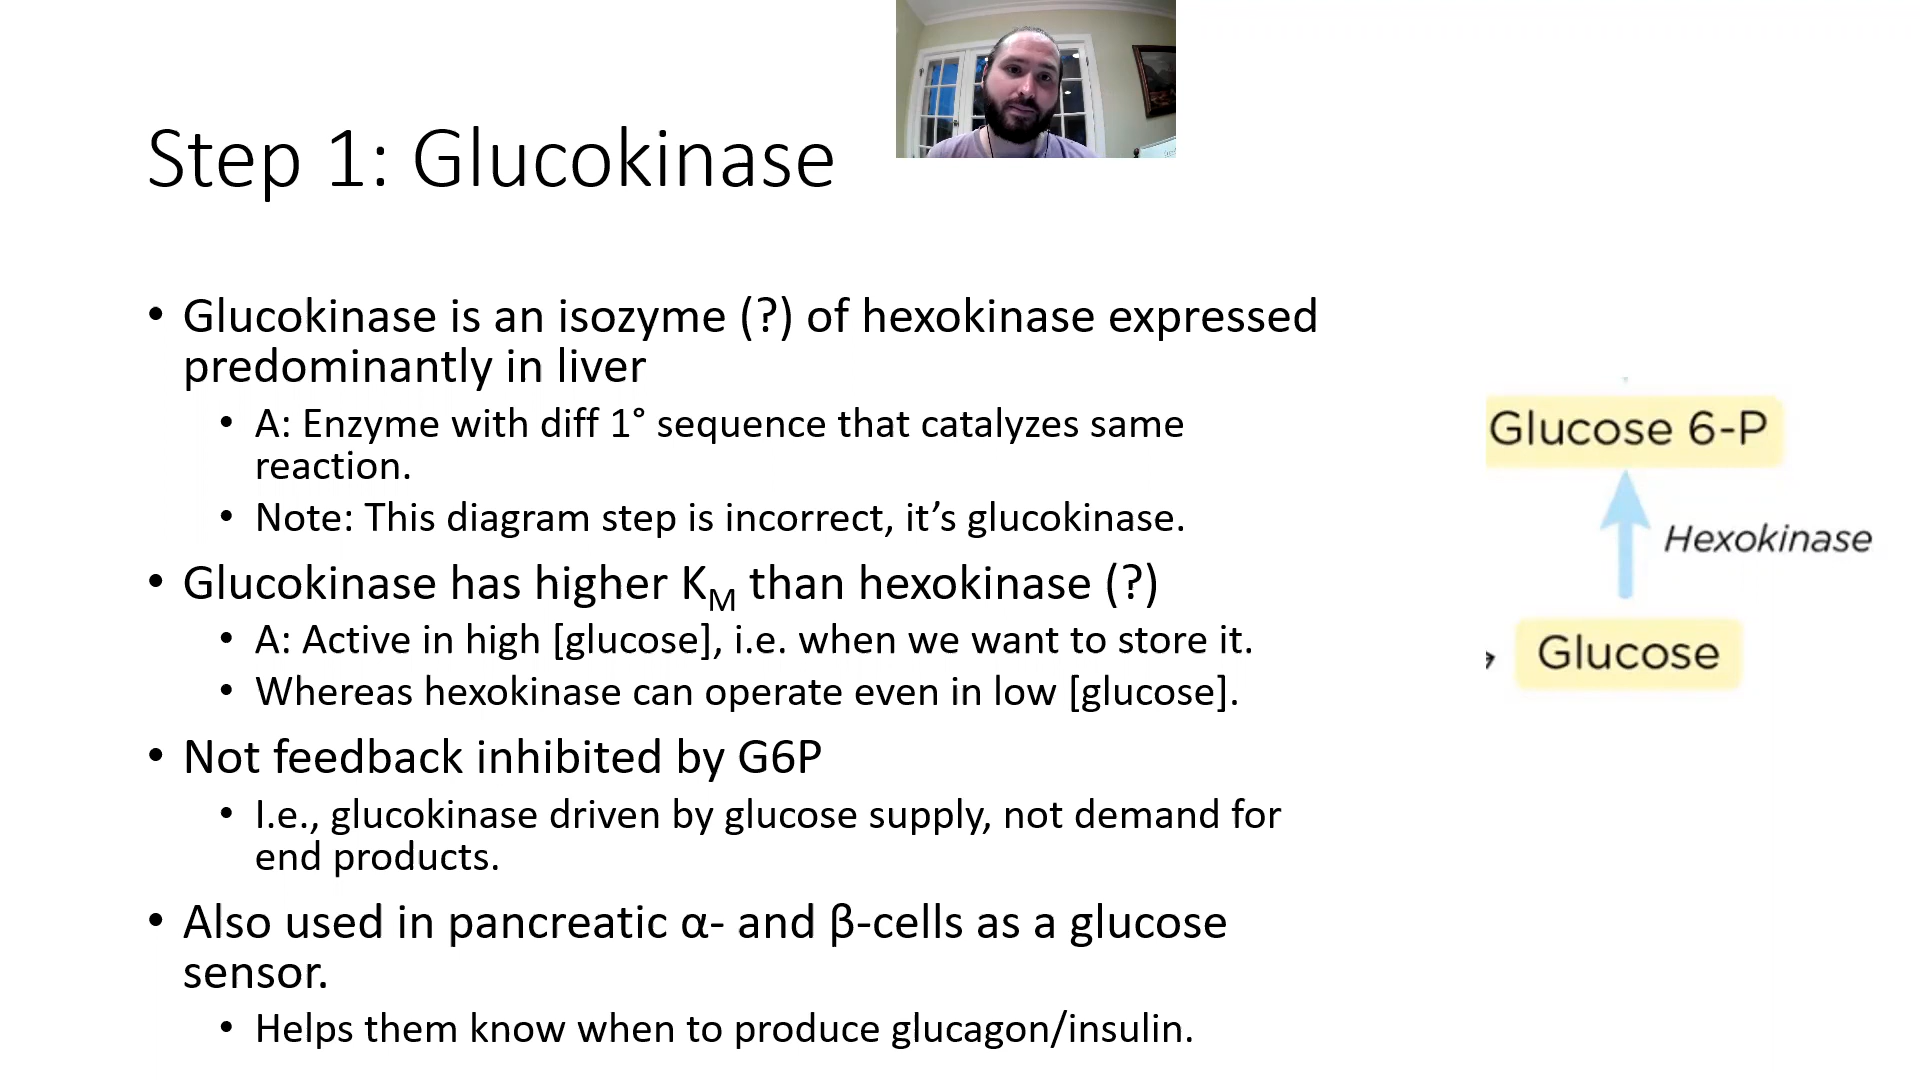 Step 1: Glucokinase
• Glucokinase is an isozyme (?) of hexokinase expressed
predominantly in liver
• A: Enzyme with diff 1° sequence that catalyzes same
reaction.
• Note: This diagram step is incorrect, it’s glucokinase.
• Glucokinase has higher KM than hexokinase (?)
• A: Active in high [glucose], i.e. when we want to store it.
• Whereas hexokinase can operate even in low [glucose].
• Not feedback inhibited by G6P
• I.e., glucokinase driven by glucose supply, not demand for
end products.
• Also used in pancreatic α- and β-cells as a glucose
sensor.
• Helps them know when to produce glucagon/insulin.
Glucose 6-P
Hexokinase
Glucose